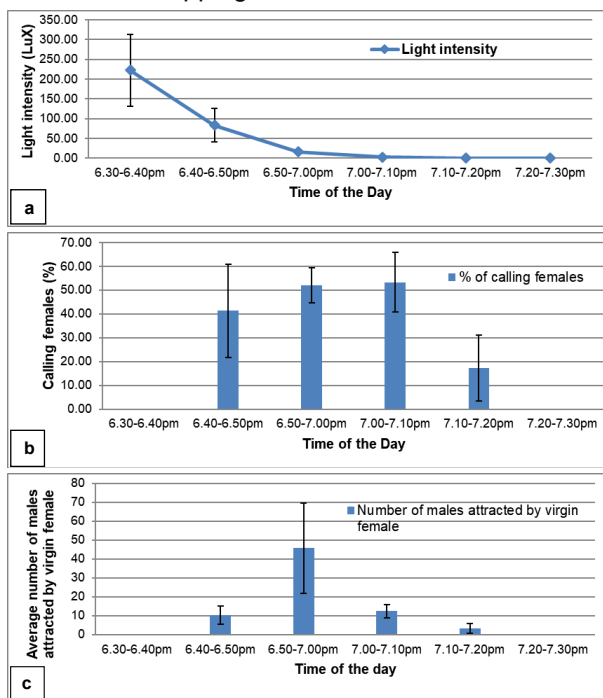 350.00
300.00
250.00
200.00
150.00
100.00
50.00
0.00
Light intensity (LuX)
Light intensity
6.30-6.40pm 6.40-6.50pm 6.50-7.00pm 7.00-7.10pm 7.10-7.20pm 7.20-7.30pm
Time of the Day
a
70.00
60.00
50.00
40.00
30.00
20.00
10.00
0.00
Calling females (%)
% of calling females
6.30-6.40pm 6.40-6.50pm 6.50-7.00pm 7.00-7.10pm 7.10-7.20pm 7.20-7.30pm
Time of the Day
b
80
70
60
50
40
30
20
10
0
Average number of males
attracted by virgin female
Number of males attracted by virgin
female
6.30-6.40pm 6.40-6.50pm 6.50-7.00pm 7.00-7.10pm 7.10-7.20pm 7.20-7.30pm
Time of the day
c